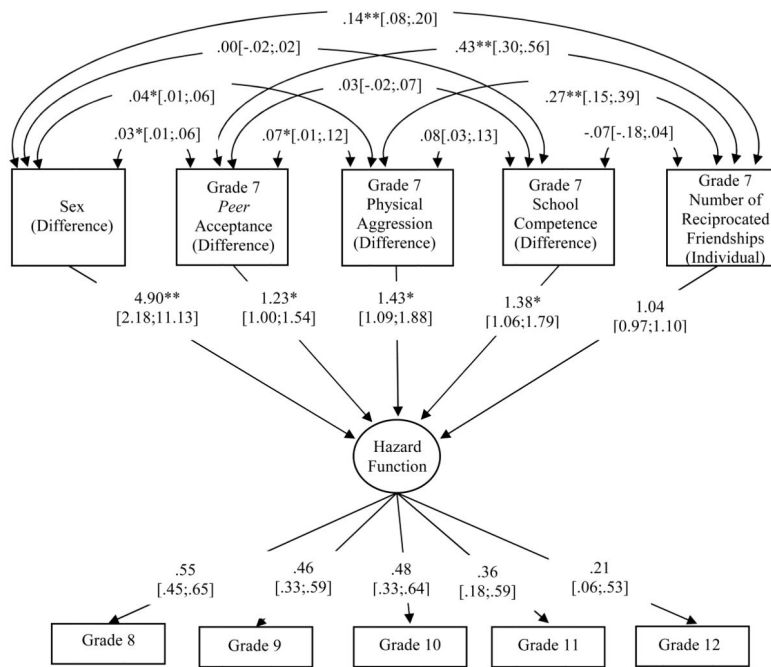 .14**[.08;.20]
.00[-.02;.02]
.43**[.30;.56]
.04*[.01;.06]
.03[-.02;.07]
.27**[.15;.39]
.03*[.01;.06]
.07*[.01;.12]
.08[.03;.13]
-.07[-.18;.04]
Sex
(Difference)
Grade 7
Peer
Acceptance
(Difference)
Grade 7
Physical
Aggression
(Difference)
Grade 7
School
Competence
(Difference)
Grade 7
Number of
Reciprocated
Friendships
(Individual)
4.90**
[2.18;11.13]
1.23*
[1.00;1.54]
1.43*
[1.09;1.88]
1.38*
[1.06;1.79]
1.04
[0.97;1.10]
Hazard
Function
.55
[.45;.65]
.46
[.33;.59]
.48
[.33;.64]
.36
[.18;.59]
.21
[.06;.53]
Grade 8
Grade 9
Grade 10
Grade 11
Grade 12